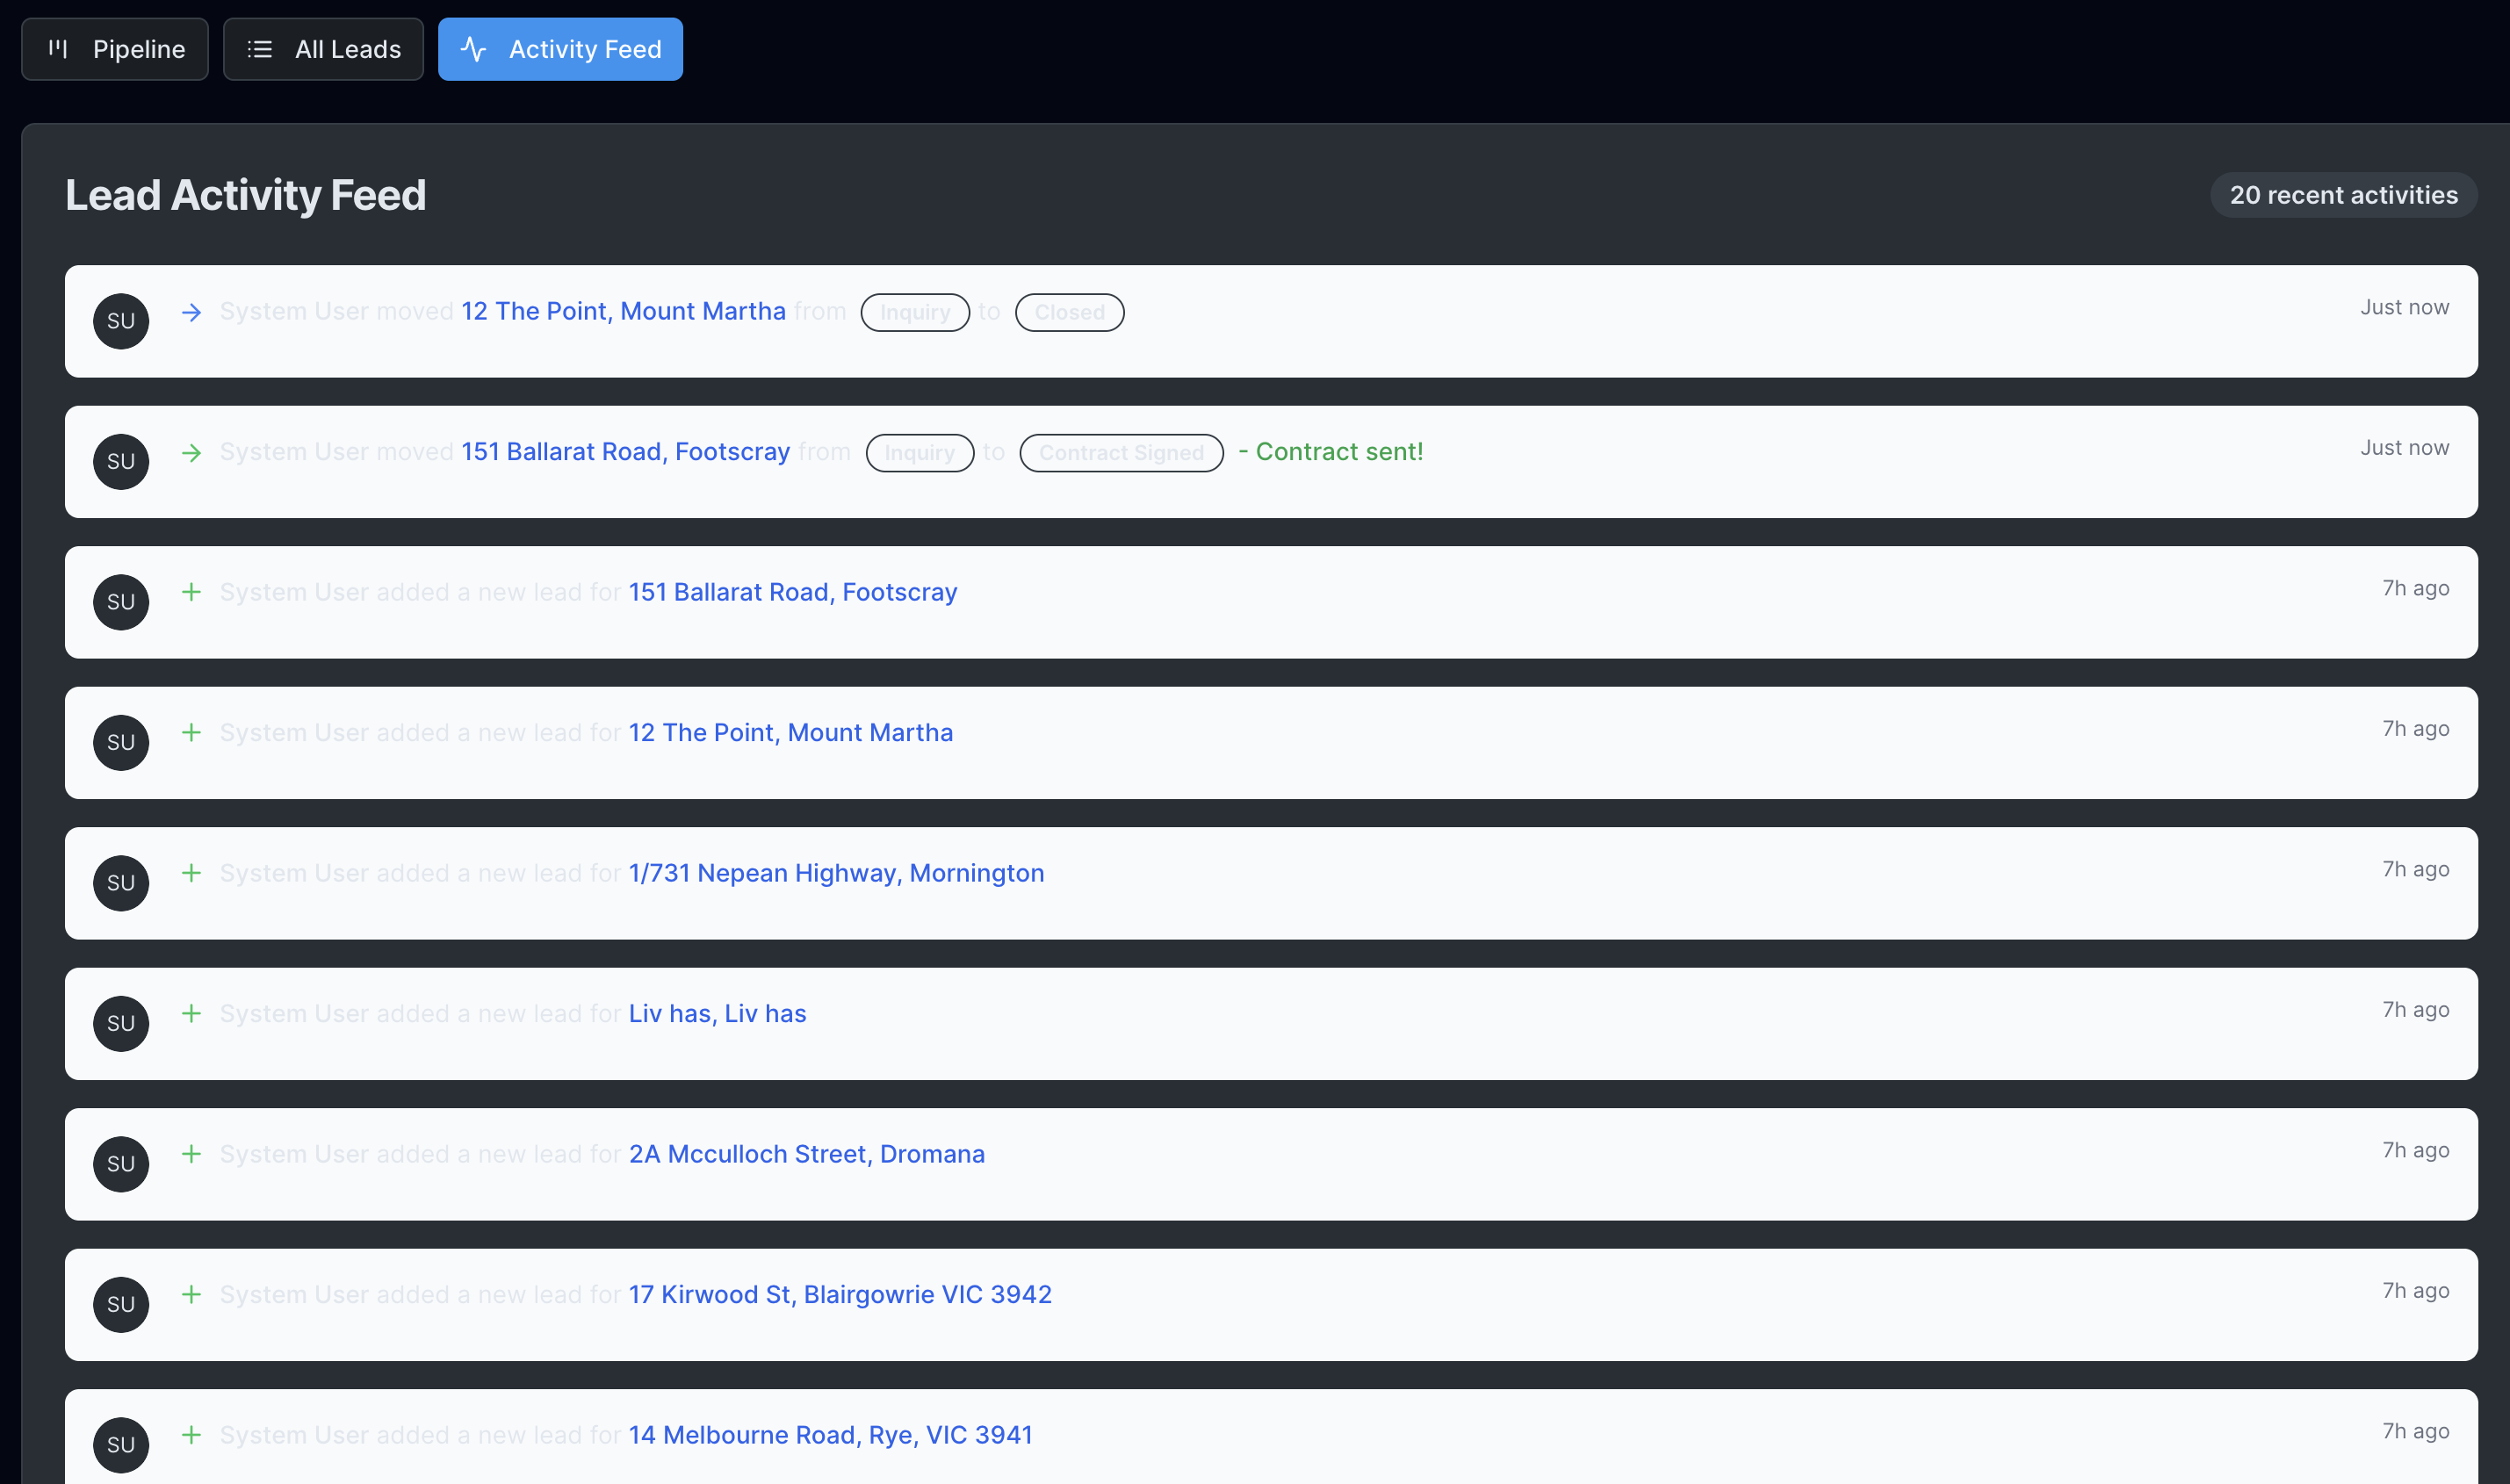 Pipeline
All Leads
Activity Feed
Lead Activity Feed
20 recent activities
SU
System User moved 12 The Point, Mount Martha from Inquiry to Closed
Just now
SU
System User moved 151 Ballarat Road, Footscray from Inquiry to Contract Signed - Contract sent!
Just now
SU
System User added a new lead for 151 Ballarat Road, Footscray
7h ago
SU
System User added a new lead for 12 The Point, Mount Martha
7h ago
SU
System User added a new lead for 1/731 Nepean Highway, Mornington
7h ago
SU
System User added a new lead for Liv has, Liv has
7h ago
SU
System User added a new lead for 2A Mcculloch Street, Dromana
7h ago
SU
System User added a new lead for 17 Kirwood St, Blairgowrie VIC 3942
7h ago
SU
System User added a new lead for 14 Melbourne Road, Rye, VIC 3941
7h ago